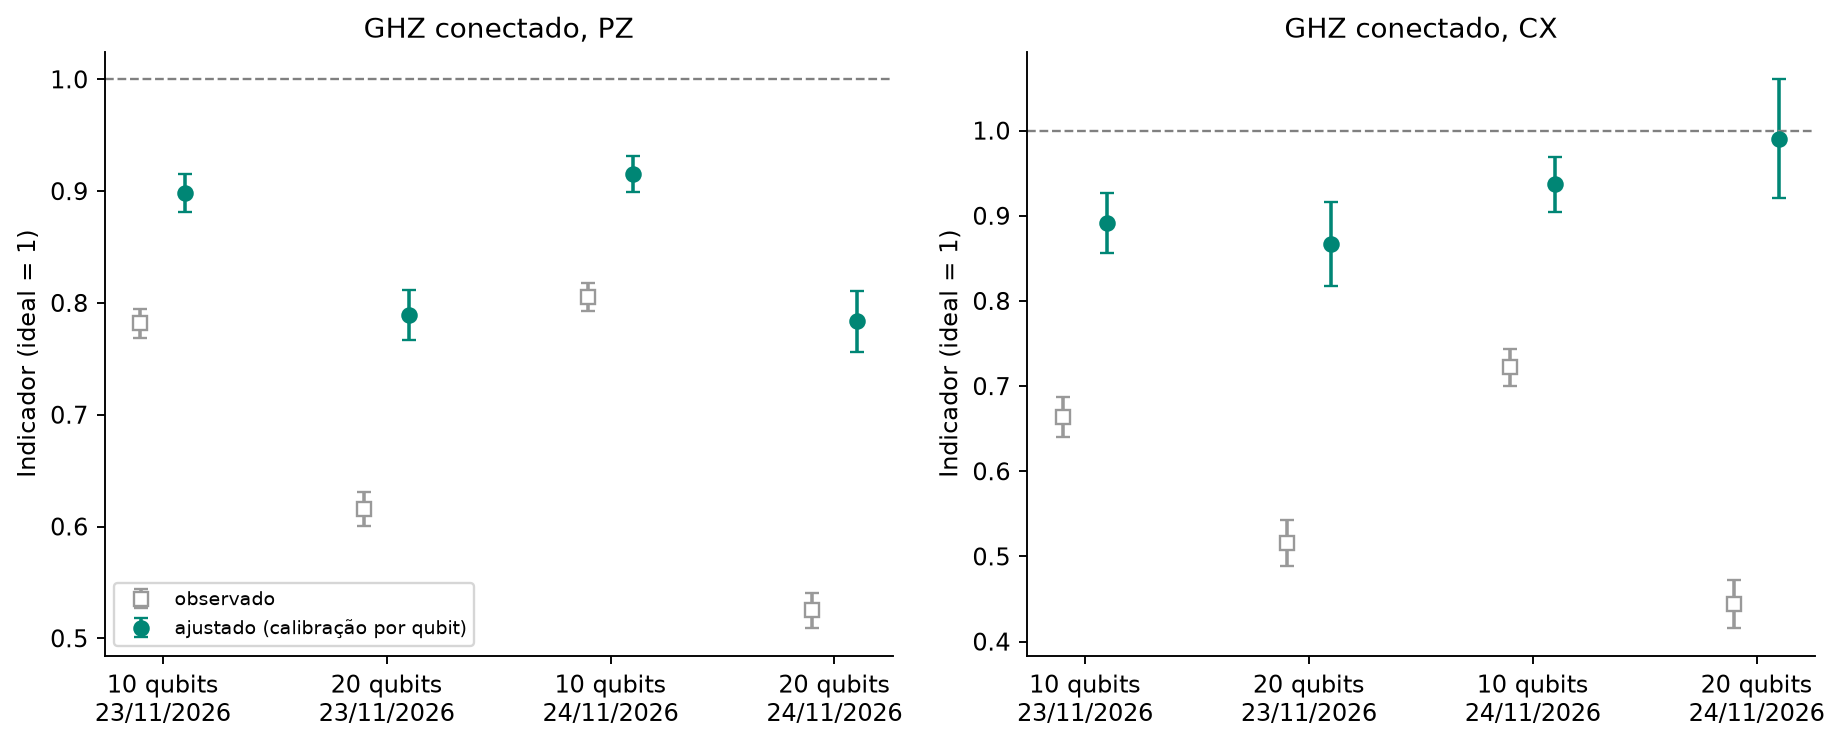 GHZ conectado, PZ
Indicador (ideal = 1)
1.0
0.9
0.8
0.7
0.6
0.5
observado
ajustado (calibração por qubit)
10 qubits
23/11/2026
20 qubits
23/11/2026
10 qubits
24/11/2026
20 qubits
24/11/2026
GHZ conectado, CX
Indicador (ideal = 1)
1.0
0.9
0.8
0.7
0.6
0.5
0.4
10 qubits
23/11/2026
20 qubits
23/11/2026
10 qubits
24/11/2026
20 qubits
24/11/2026